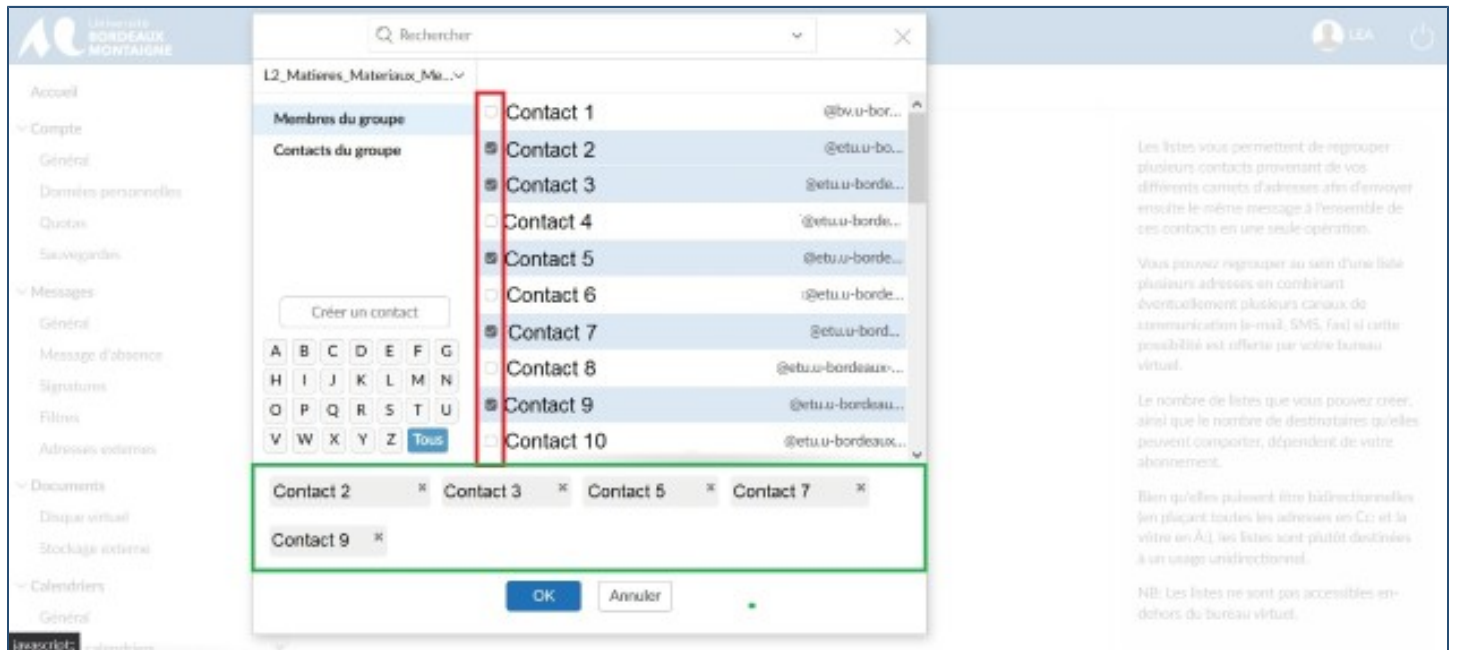 Université
BORDEAUX
MONTAIGNE
LEA
Rechercher
L2_Matieres_Materiaux_Me...
Membres du groupe
Contacts du groupe
Créer un contact
A B C D E F G
H I J K L M N
O P Q R S T U
V W X Y Z Tous
Contact 1 @bv.u-bor...
Contact 2 @etu.u-bo...
Contact 3 @etu.u-borde...
Contact 4 @etu.u-borde...
Contact 5 @etu.u-borde...
Contact 6 @etu.u-borde...
Contact 7 @etu.u-bord...
Contact 8 @etu.u-bordeaux-...
Contact 9 @etu.u-bordeau...
Contact 10 @etu.u-bordeaux...
Contact 2 Contact 3 Contact 5 Contact 7
Contact 9
OK Annuler
Accueil
Compte
Général
Données personnelles
Quotas
Sauvegardes
Messages
Général
Message d'absence
Signatures
Filtres
Adresses externes
Documents
Disque virtuel
Stockage externe
Calendriers
Général
calendriers
javascript:
Les listes vous permettent de regrouper
plusieurs contacts provenant de vos
différents carnets d'adresses afin d'envoyer
ensuite le même message à l'ensemble de
ces contacts en une seule opération.
Vous pouvez regrouper au sein d'une liste
plusieurs adresses en combinant
éventuellement plusieurs canaux de
communication (e-mail, SMS, fax) si cette
possibilité est offerte par votre bureau
virtuel.
Le nombre de listes que vous pouvez créer,
ainsi que le nombre de destinataires qu'elles
peuvent comporter, dépendent de votre
abonnement.
Bien qu'elles puissent être bidirectionnelles
(en plaçant toutes les adresses en Cc: et la
vôtre en À:), les listes sont plutôt destinées
à un usage unidirectionnel.
NB: Les listes ne sont pas accessibles en-
dehors du bureau virtuel.